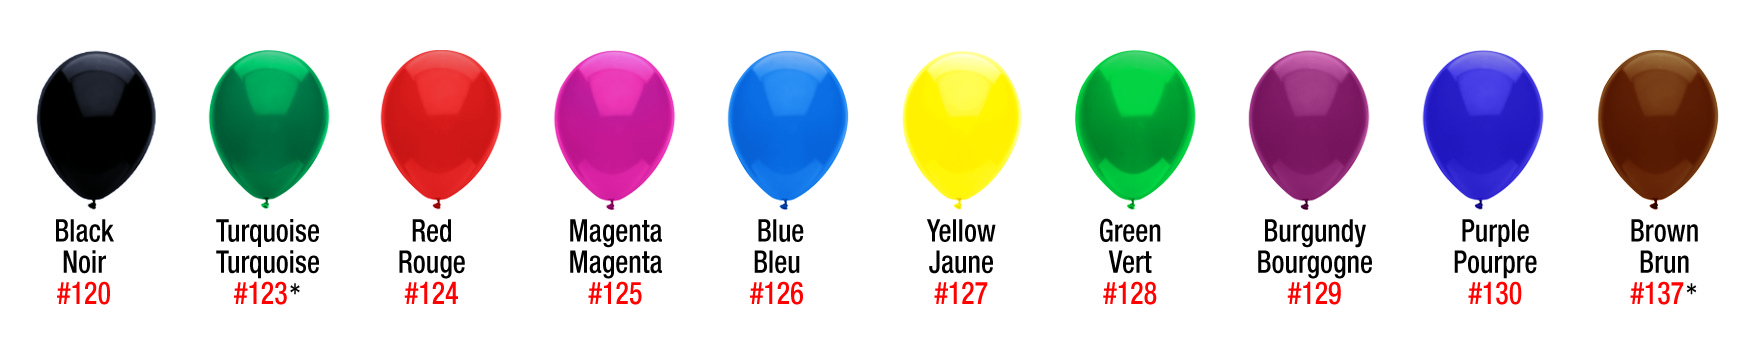 Black
Noir
#120
Turquoise
Turquoise
#123*
Red
Rouge
#124
Magenta
Magenta
#125
Blue
Bleu
#126
Yellow
Jaune
#127
Green
Vert
#128
Burgundy
Bourgogne
#129
Purple
Pourpre
#130
Brown
Brun
#137*